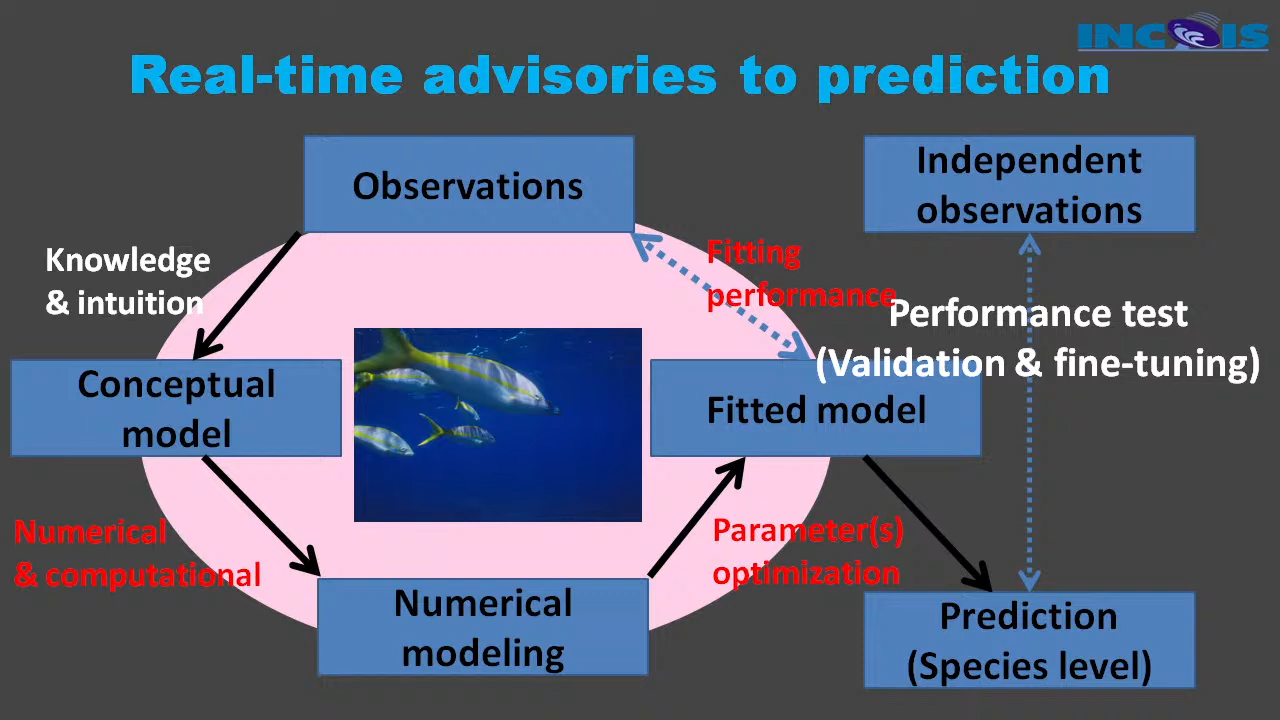 INCOIS
Real-time advisories to prediction
Observations
Independent
observations
Knowledge
& intuition
Fitting
performance
Performance test
(Validation & fine-tuning)
Conceptual
model
Fitted model
Numerical
& computational
Parameter(s)
optimization
Numerical
modeling
Prediction
(Species level)